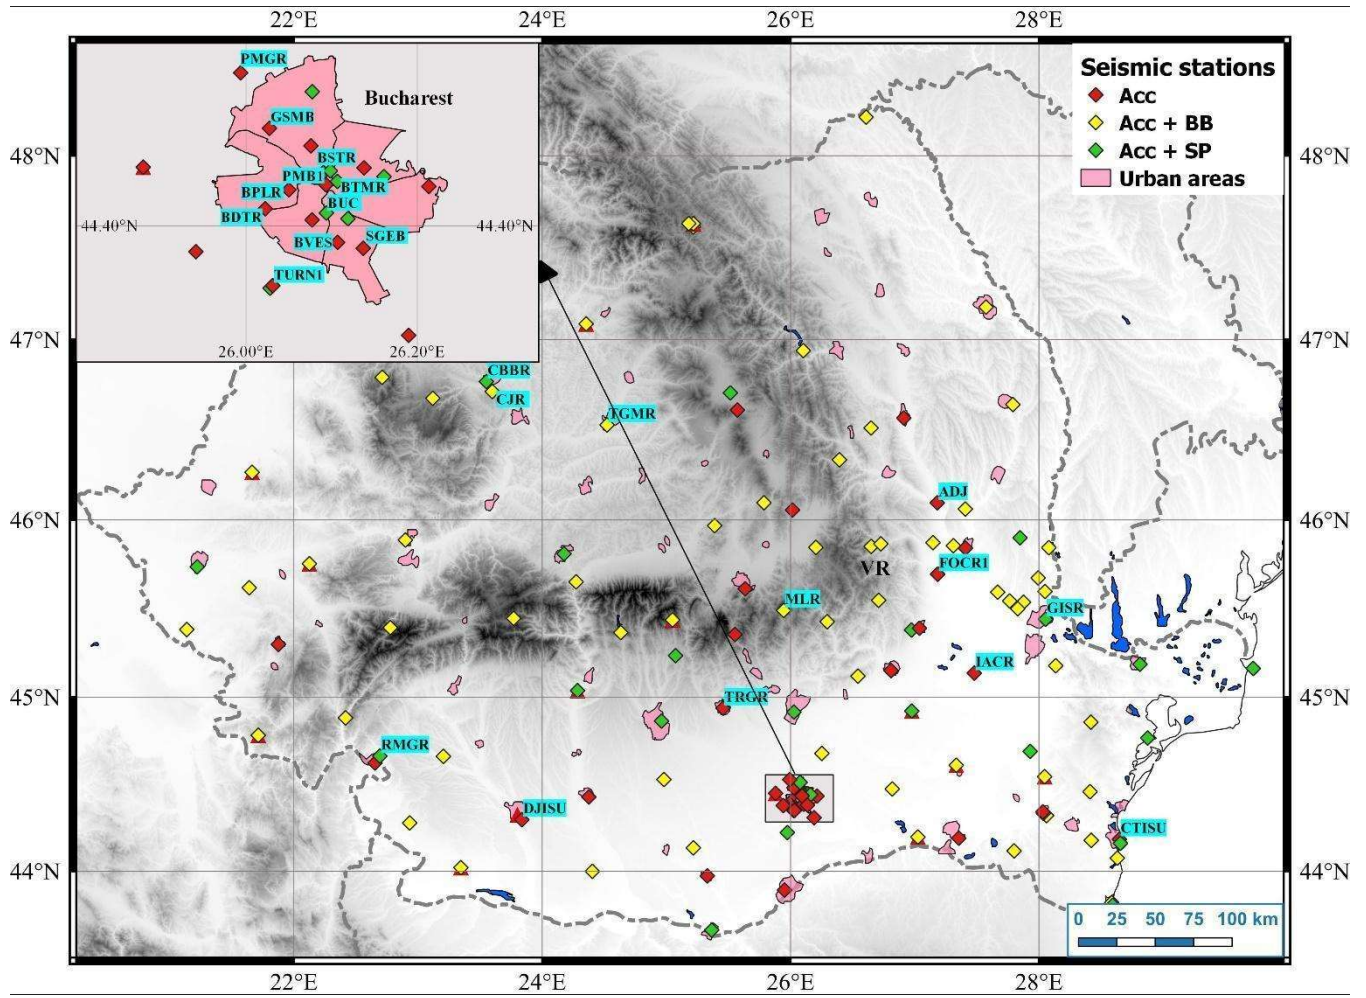 22°E 24°E 26°E 28°E
PMGR
Bucharest
GSMB
BSTR
PMB1
BTMR
BPLR
BUC
BDTR
44.40°N 44.40°N
BVES SGEB
TURN1
26.00°E 26.20°E
Seismic stations
Acc
Acc + BB
Acc + SP
Urban areas
48°N 48°N
47°N 47°N
CBBR
CJR
TGMR
ADJ
46°N 46°N
FOCR1
VR
MLR
GISR
IACR
45°N 45°N
TRGR
RMGR
DJISU
CTISU
44°N 44°N
0 25 50 75 100 km
22°E 24°E 26°E 28°E